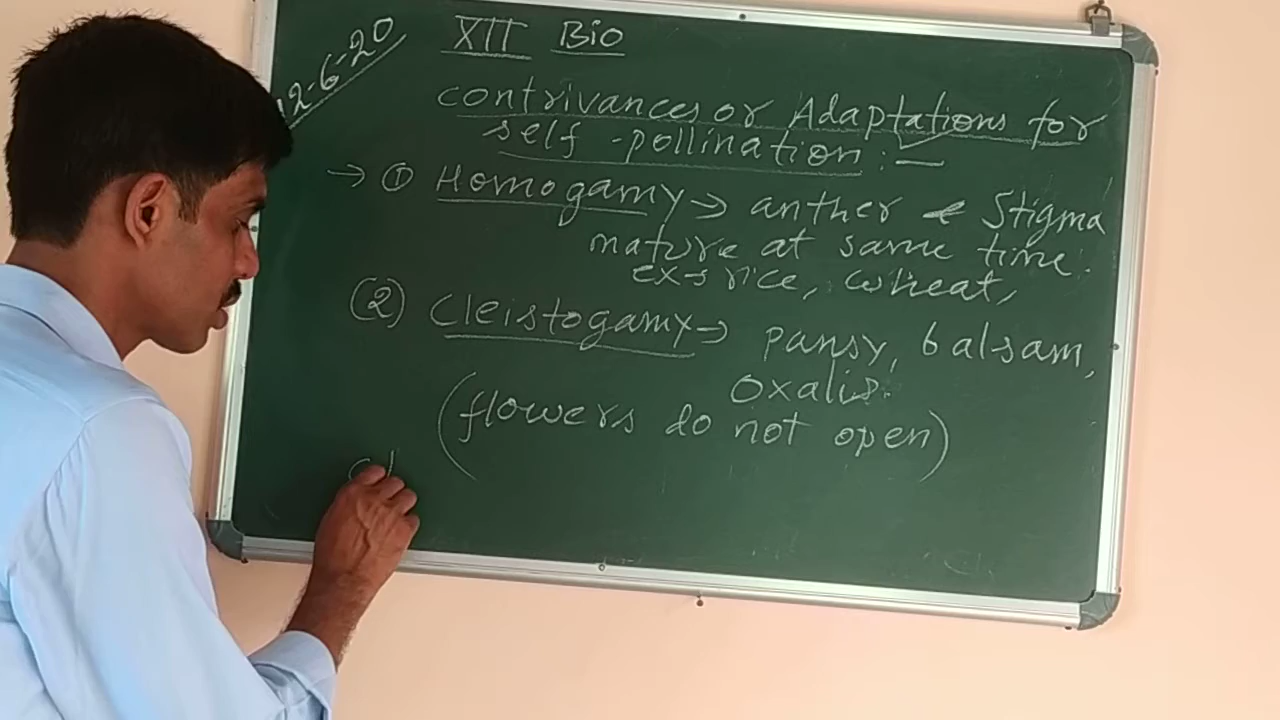 12-6-20
XII Bio
contrivances or Adaptations for
self-pollination :-
→ ① Homogamy → anther & Stigma
mature at same time.
ex → rice, wheat,
(2) Cleistogamy → pansy, balsam,
oxalis.
(flowers do not open)